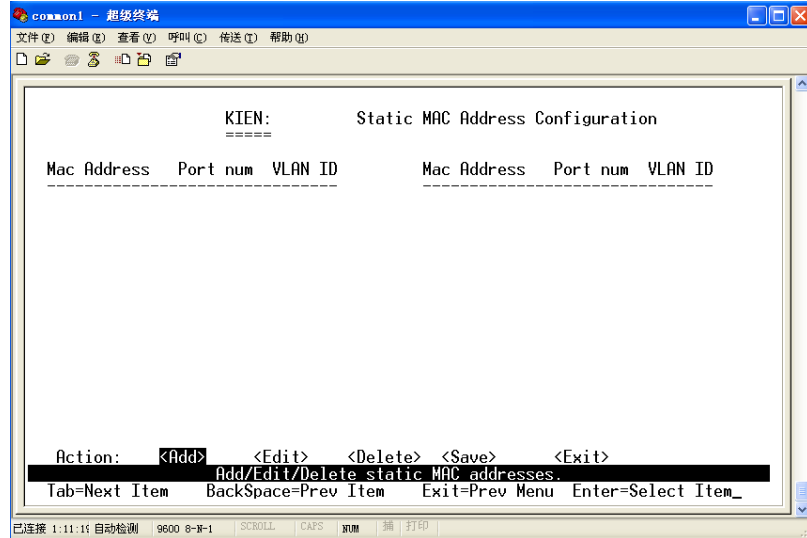 common1 - 超级终端
文件(F) 编辑(E) 查看(V) 呼叫(C) 传送(T) 帮助(H)
KIEN: Static MAC Address Configuration
=====
Mac Address Port num VLAN ID Mac Address Port num VLAN ID
------------------------------- -------------------------------
Action: <Add> <Edit> <Delete> <Save> <Exit>
Add/Edit/Delete static MAC addresses.
Tab=Next Item BackSpace=Prev Item Exit=Prev Menu Enter=Select Item_
已连接 1:11:19 自动检测 9600 8-N-1 SCROLL CAPS NUM 捕 打印